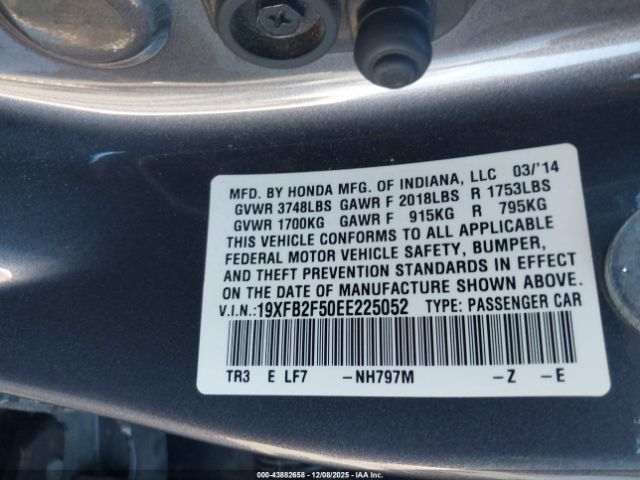 MFD. BY HONDA MFG. OF INDIANA, LLC 03/'14
GVWR 3748LBS GAWR F 2018LBS R 1753LBS
GVWR 1700KG GAWR F 915KG R 795KG
THIS VEHICLE CONFORMS TO ALL APPLICABLE
FEDERAL MOTOR VEHICLE SAFETY, BUMPER,
AND THEFT PREVENTION STANDARDS IN EFFECT
ON THE DATE OF MANUFACTURE SHOWN ABOVE.
V.I.N.:19XFB2F50EE225052 TYPE: PASSENGER CAR
TR3 E LF7 -NH797M -Z -E
000-43882658 - 12/08/2025 - IAA Inc.